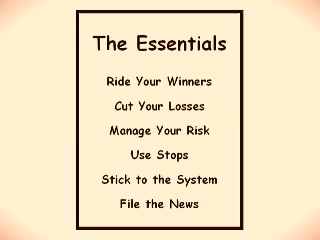 The Essentials
Ride Your Winners
Cut Your Losses
Manage Your Risk
Use Stops
Stick to the System
File the News